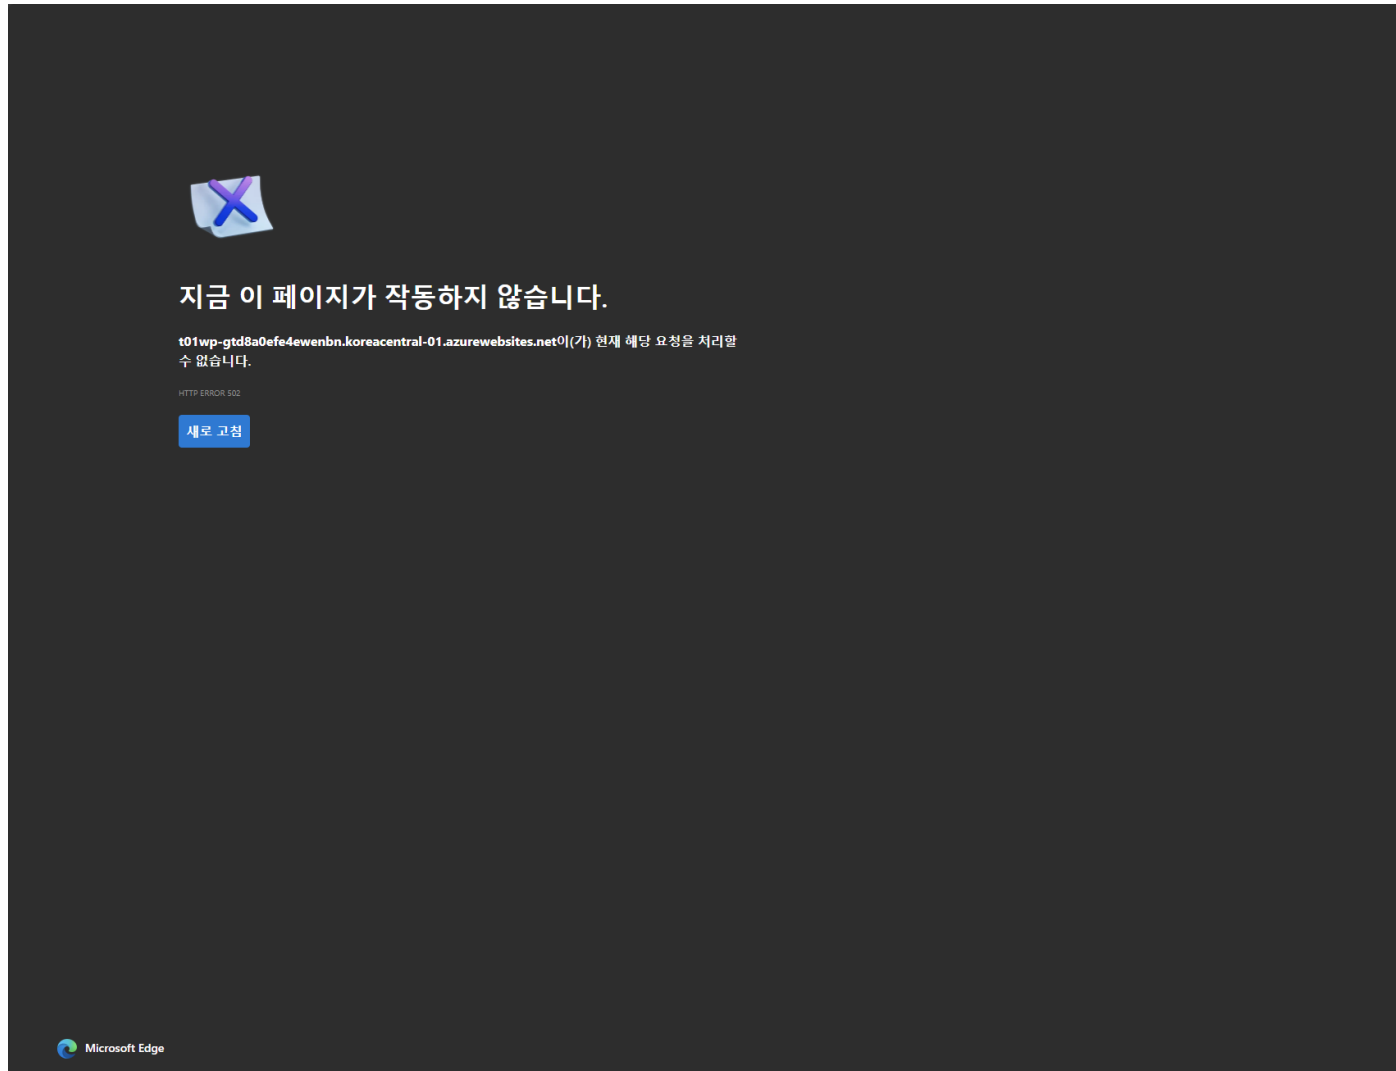 지금 이 페이지가 작동하지 않습니다.
t01wp-gtd8a0efe4ewenbn.koreacentral-01.azurewebsites.net이(가) 현재 해당 요청을 처리할
수 없습니다.
HTTP ERROR 502
새로 고침
Microsoft Edge